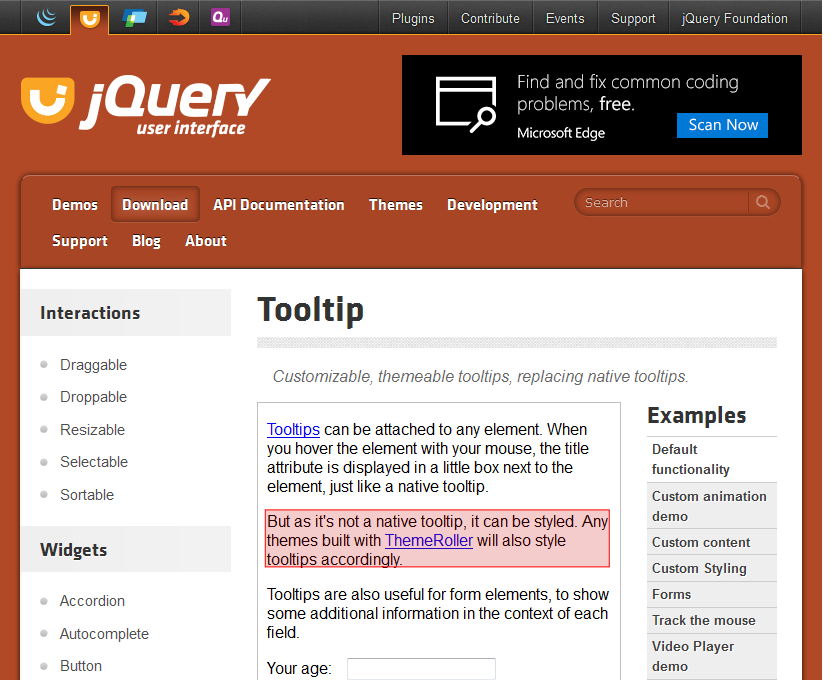 Qu
Plugins
Contribute
Events
Support
jQuery Foundation
jQuery
user interface
Find and fix common coding
problems, free.
Microsoft Edge
Scan Now
Demos
Download
API Documentation
Themes
Development
Search
Support
Blog
About
Interactions
Draggable
Droppable
Resizable
Selectable
Sortable
Widgets
Accordion
Autocomplete
Button
Tooltip
Customizable, themeable tooltips, replacing native tooltips.
Tooltips can be attached to any element. When
you hover the element with your mouse, the title
attribute is displayed in a little box next to the
element, just like a native tooltip.
But as it's not a native tooltip, it can be styled. Any
themes built with ThemeRoller will also style
tooltips accordingly.
Tooltips are also useful for form elements, to show
some additional information in the context of each
field.
Your age:
Examples
Default
functionality
Custom animation
demo
Custom content
Custom Styling
Forms
Track the mouse
Video Player
demo